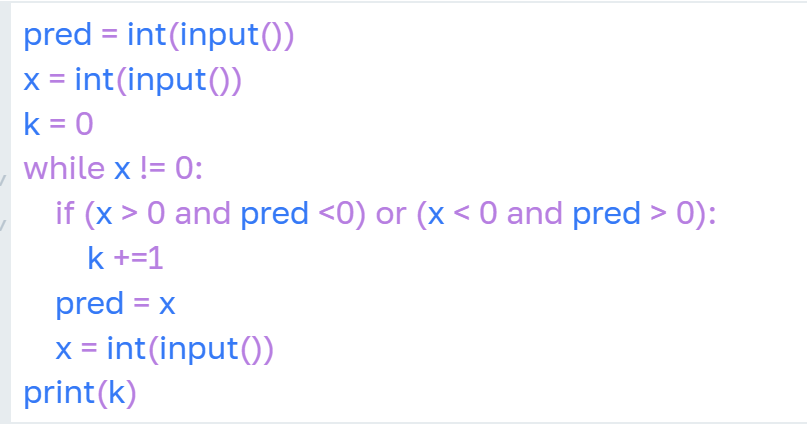 pred = int(input())
x = int(input())
k = 0
while x != 0:
    if (x > 0 and pred <0) or (x < 0 and pred > 0):
        k +=1
    pred = x
    x = int(input())
print(k)